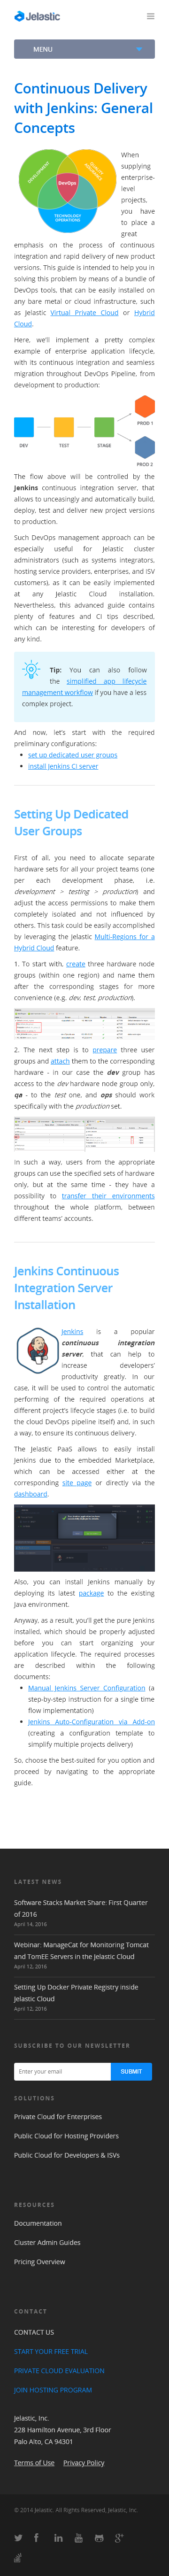 Jelastic
MENU
Continuous Delivery
with Jenkins: General
Concepts
DevOps
TECHNOLOGY
OPERATIONS
When
supplying
enterprise-
level
projects,
you have
to place a
great
emphasis on the process of continuous
integration and rapid delivery of new product
versions. This guide is intended to help you in
solving this problem by means of a bundle of
DevOps tools, that can be easily installed on
any bare metal or cloud infrastructure, such
as Jelastic Virtual Private Cloud or Hybrid
Cloud.
Here, we'll implement a pretty complex
example of enterprise application lifecycle,
with its continuous integration and seamless
migrations throughout the DevOps Pipeline, from
development to production:
DEV
TEST
STAGE
PROD 1
PROD 2
The flow above will be controlled by the
Jenkins continuous integration server, that
allows to unceasingly and automatically build,
deploy, test and deliver new project versions
to production.
Such DevOps management approach can be
especially useful for Jelastic cluster
administrators (such as systems integrators,
hosting service providers, enterprises, and ISV
customers), as it can be easily implemented
at any Jelastic Cloud installation.
Nevertheless, this advanced guide contains
plenty of features and CI tips described,
which can be interesting for developers of
any kind.
Tip: You can also follow
the simplified app lifecycle
management workflow if you have a less
complex project.
And now, let's start with the required
preliminary configurations:
set up dedicated user groups
install Jenkins CI server
Setting Up Dedicated
User Groups
First of all, you need to allocate separate
hardware sets for all your project teams (one
per each development phase, i.e.
development > testing > production) and
adjust the access permissions to make them
completely isolated and not influencing on
others. This task could be easily accomplished
by leveraging the Jelastic Multi-Regions for a
Hybrid Cloud feature.
1. To start with, create three hardware node
groups (within one region) and name them
after the corresponding stages for more
convenience (e.g. dev, test, production).
2. The next step is to prepare three user
groups and attach them to the corresponding
hardware - in our case the dev group has
access to the development servers group only,
qa - to the test one, and ops should work
specifically with the production set.
In such a way, users from the appropriate
groups can use the specified sets of hardware
only, but at the same time - they have a
possibility to transfer their environments
throughout the whole platform, between
different teams' accounts.
Jenkins Continuous
Integration Server
Installation
Jenkins is a popular
continuous integration
server, that can help to
increase developers'
productivity greatly. In our
case, it will be used to control the automatic
performing of the required operations at
different project's lifecycle stages (i.e. to build
the cloud DevOps pipeline itself) and, in such
a way, to ensure its continuous delivery.
The Jelastic PaaS allows to easily install
Jenkins due to the embedded Marketplace,
which can be accessed either at the
corresponding site page or directly via the
dashboard.
Also, you can install Jenkins manually by
deploying its latest package to the existing
Java environment.
Anyway, as a result, you'll get the pure Jenkins
installed, which should be properly adjusted
before you can start organizing your
application lifecycle. The required processes
are described within the following
documents:
Manual Jenkins Server Configuration (a
step-by-step instruction for a single time
flow implementation)
Jenkins Auto-Configuration via Add-on
(creating a configuration template to
simplify multiple projects delivery)
So, choose the best-suited for you option and
proceed by navigating to the appropriate
guide.
LATEST NEWS
Software Stacks Market Share: First Quarter
of 2016
April 14, 2016
Webinar: ManageCat for Monitoring Tomcat
and TomEE Servers in the Jelastic Cloud
April 12, 2016
Setting Up Docker Private Registry inside
Jelastic Cloud
April 12, 2016
SUBSCRIBE TO OUR NEWSLETTER
Enter your email
SUBMIT
SOLUTIONS
Private Cloud for Enterprises
Public Cloud for Hosting Providers
Public Cloud for Developers & ISVs
RESOURCES
Documentation
Cluster Admin Guides
Pricing Overview
CONTACT
CONTACT US
START YOUR FREE TRIAL
PRIVATE CLOUD EVALUATION
JOIN HOSTING PROGRAM
Jelastic, Inc.
228 Hamilton Avenue, 3rd Floor
Palo Alto, CA 94301
Terms of Use Privacy Policy
© 2014 Jelastic. All Rights Reserved, Jelastic, Inc.